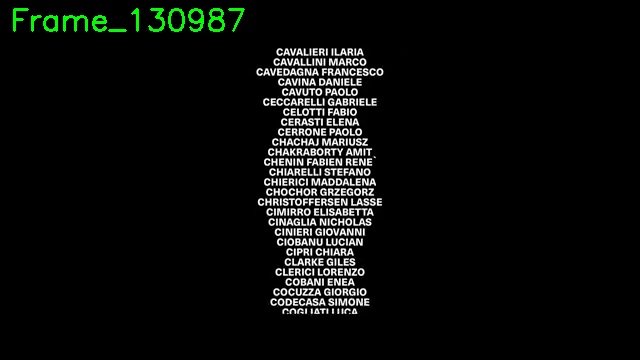 Frame_130987
CAVALIERI ILARIA
CAVALLINI MARCO
CAVEDAGNA FRANCESCO
CAVINA DANIELE
CAVUTO PAOLO
CECCARELLI GABRIELE
CELOTTI FABIO
CERASTI ELENA
CERRONE PAOLO
CHACHAJ MARIUSZ
CHAKRABORTY AMIT
CHENIN FABIEN RENE`
CHIARELLI STEFANO
CHIERICI MADDALENA
CHOCHOR GRZEGORZ
CHRISTOFFERSEN LASSE
CIMIRRO ELISABETTA
CINAGLIA NICHOLAS
CINIERI GIOVANNI
CIOBANU LUCIAN
CIPRI CHIARA
CLARKE GILES
CLERICI LORENZO
COBANI ENEA
COCUZZA GIORGIO
CODECASA SIMONE
COGLIATI LUCA